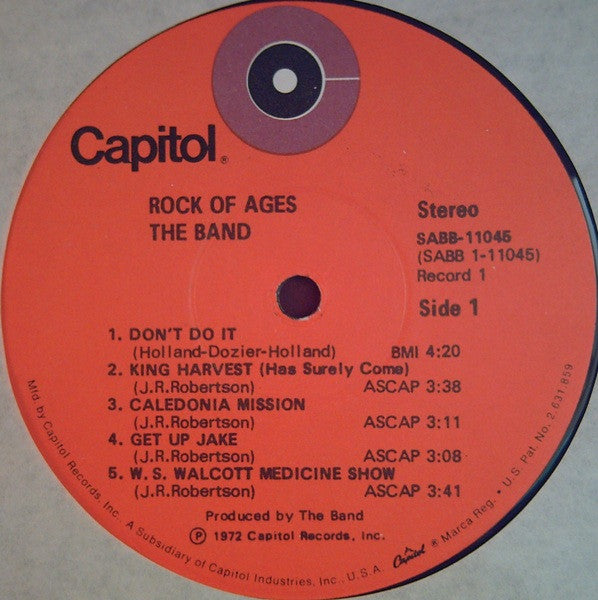 Capitol®
ROCK OF AGES
THE BAND
Stereo
SABB-11045
(SABB 1-11045)
Record 1
Side 1
1. DON'T DO IT
(Holland-Dozier-Holland) BMI 4:20
2. KING HARVEST (Has Surely Come)
(J.R.Robertson) ASCAP 3:38
3. CALEDONIA MISSION
(J.R.Robertson) ASCAP 3:11
4. GET UP JAKE
(J.R.Robertson) ASCAP 3:08
5. W.S. WALCOTT MEDICINE SHOW
(J.R.Robertson) ASCAP 3:41
Produced by The Band
℗ 1972 Capitol Records, Inc.
Mfd. by Capitol Records, Inc., A Subsidiary of Capitol Industries, Inc., U.S.A. Capitol ® Marca Reg. • U.S. Pat. No. 2,631,859